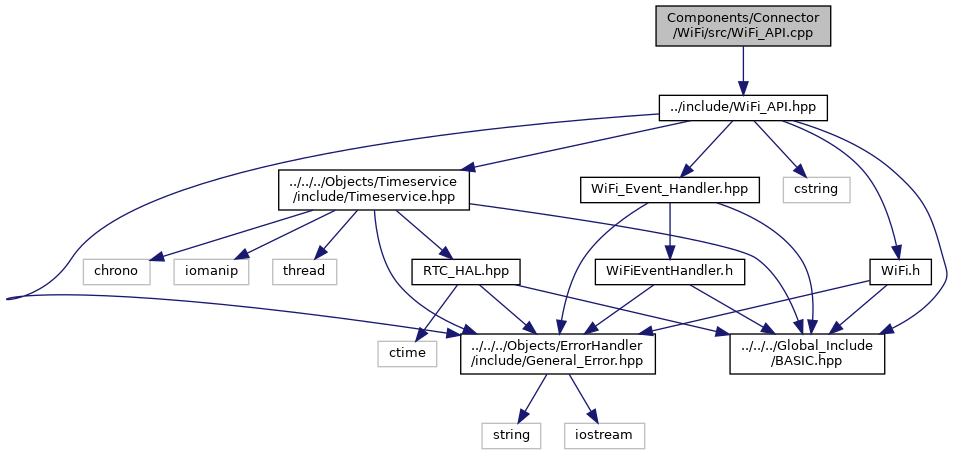 Components/Connector
/WiFi/src/WiFi_API.cpp
../include/WiFi_API.hpp
../../../Objects/Timeservice
/include/Timeservice.hpp
WiFi_Event_Handler.hpp
cstring
chrono
iomanip
thread
RTC_HAL.hpp
WiFiEventHandler.h
WiFi.h
ctime
../../../Objects/ErrorHandler
/include/General_Error.hpp
../../../Global_Include
/BASIC.hpp
string
iostream